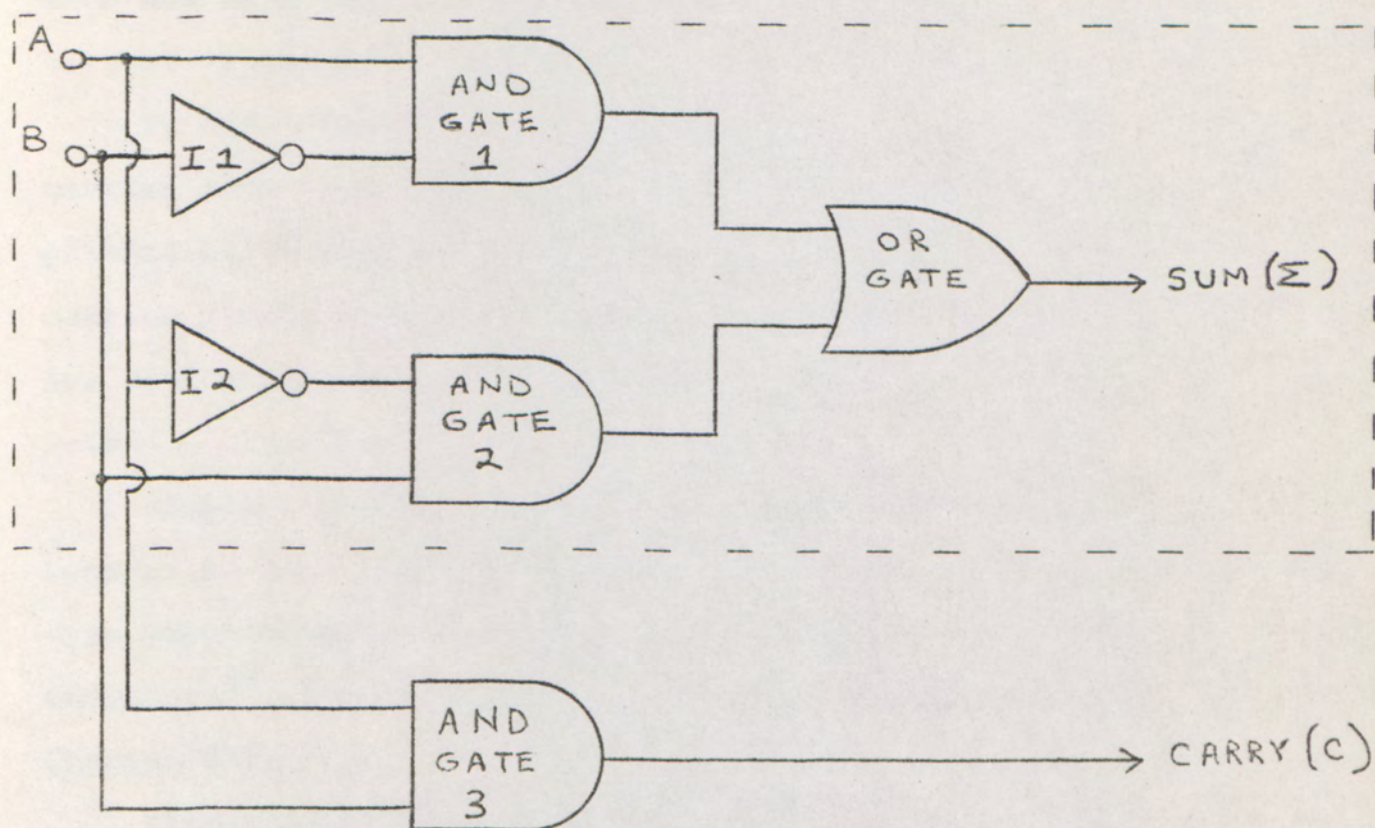 A
B
I1
AND
GATE
1
I2
AND
GATE
2
OR
GATE
SUM (Σ)
AND
GATE
3
CARRY (C)